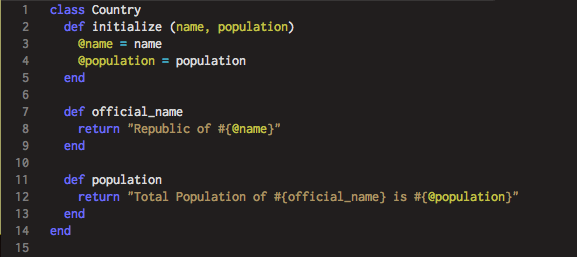 1 class Country
2   def initialize (name, population)
3     @name = name
4     @population = population
5   end
6
7   def official_name
8     return "Republic of #{@name}"
9   end
10
11   def population
12     return "Total Population of #{official_name} is #{@population}"
13   end
14 end
15